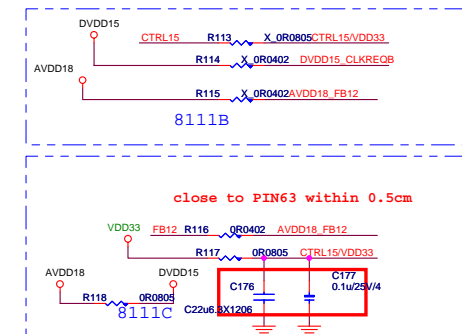 DVDD15
CTRL15 R113 X_0R0805 CTRL15/VDD33
R114 X_0R0402 DVDD15_CLKREQB
AVDD18
R115 X_0R0402 AVDD18_FB12
8111B
close to PIN63 within 0.5cm
VDD33 FB12 R116 0R0402 AVDD18_FB12
R117 0R0805 CTRL15/VDD33
AVDD18 DVDD15
C176 C177
0.1u/25V/4
R118 0R0805
C22u6.3X1206
8111C